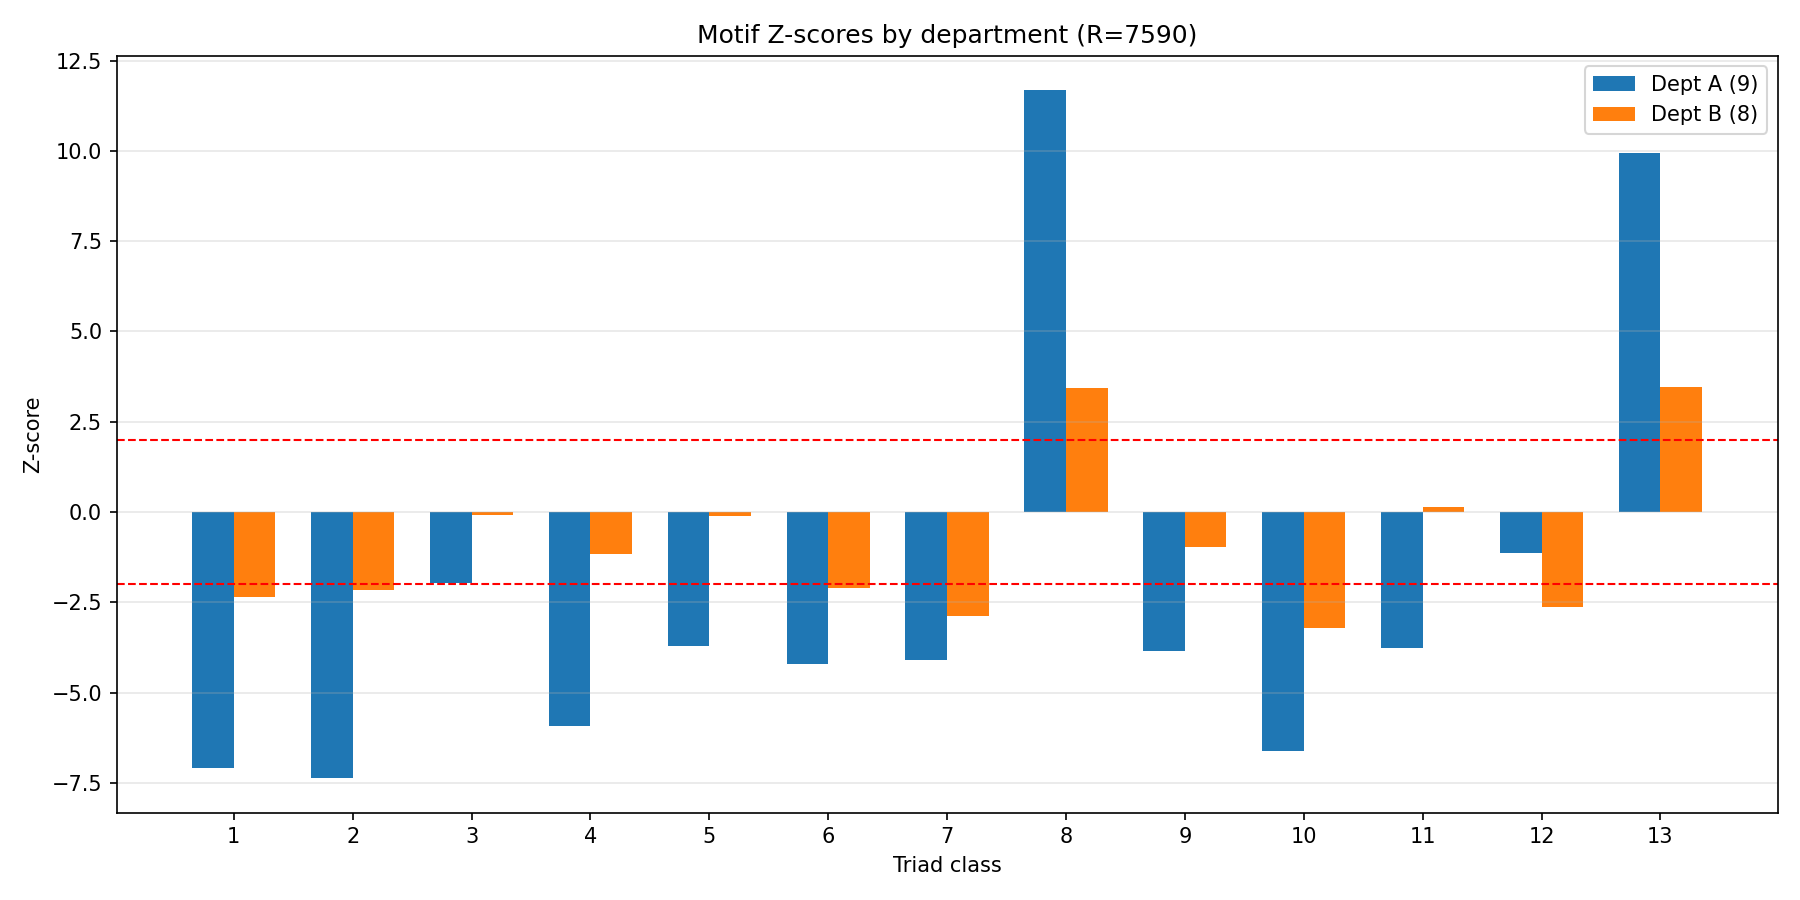 Motif Z-scores by department (R=7590)
Dept A (9)
Dept B (8)
Z-score
12.5
10.0
7.5
5.0
2.5
0.0
−2.5
−5.0
−7.5
1 2 3 4 5 6 7 8 9 10 11 12 13
Triad class